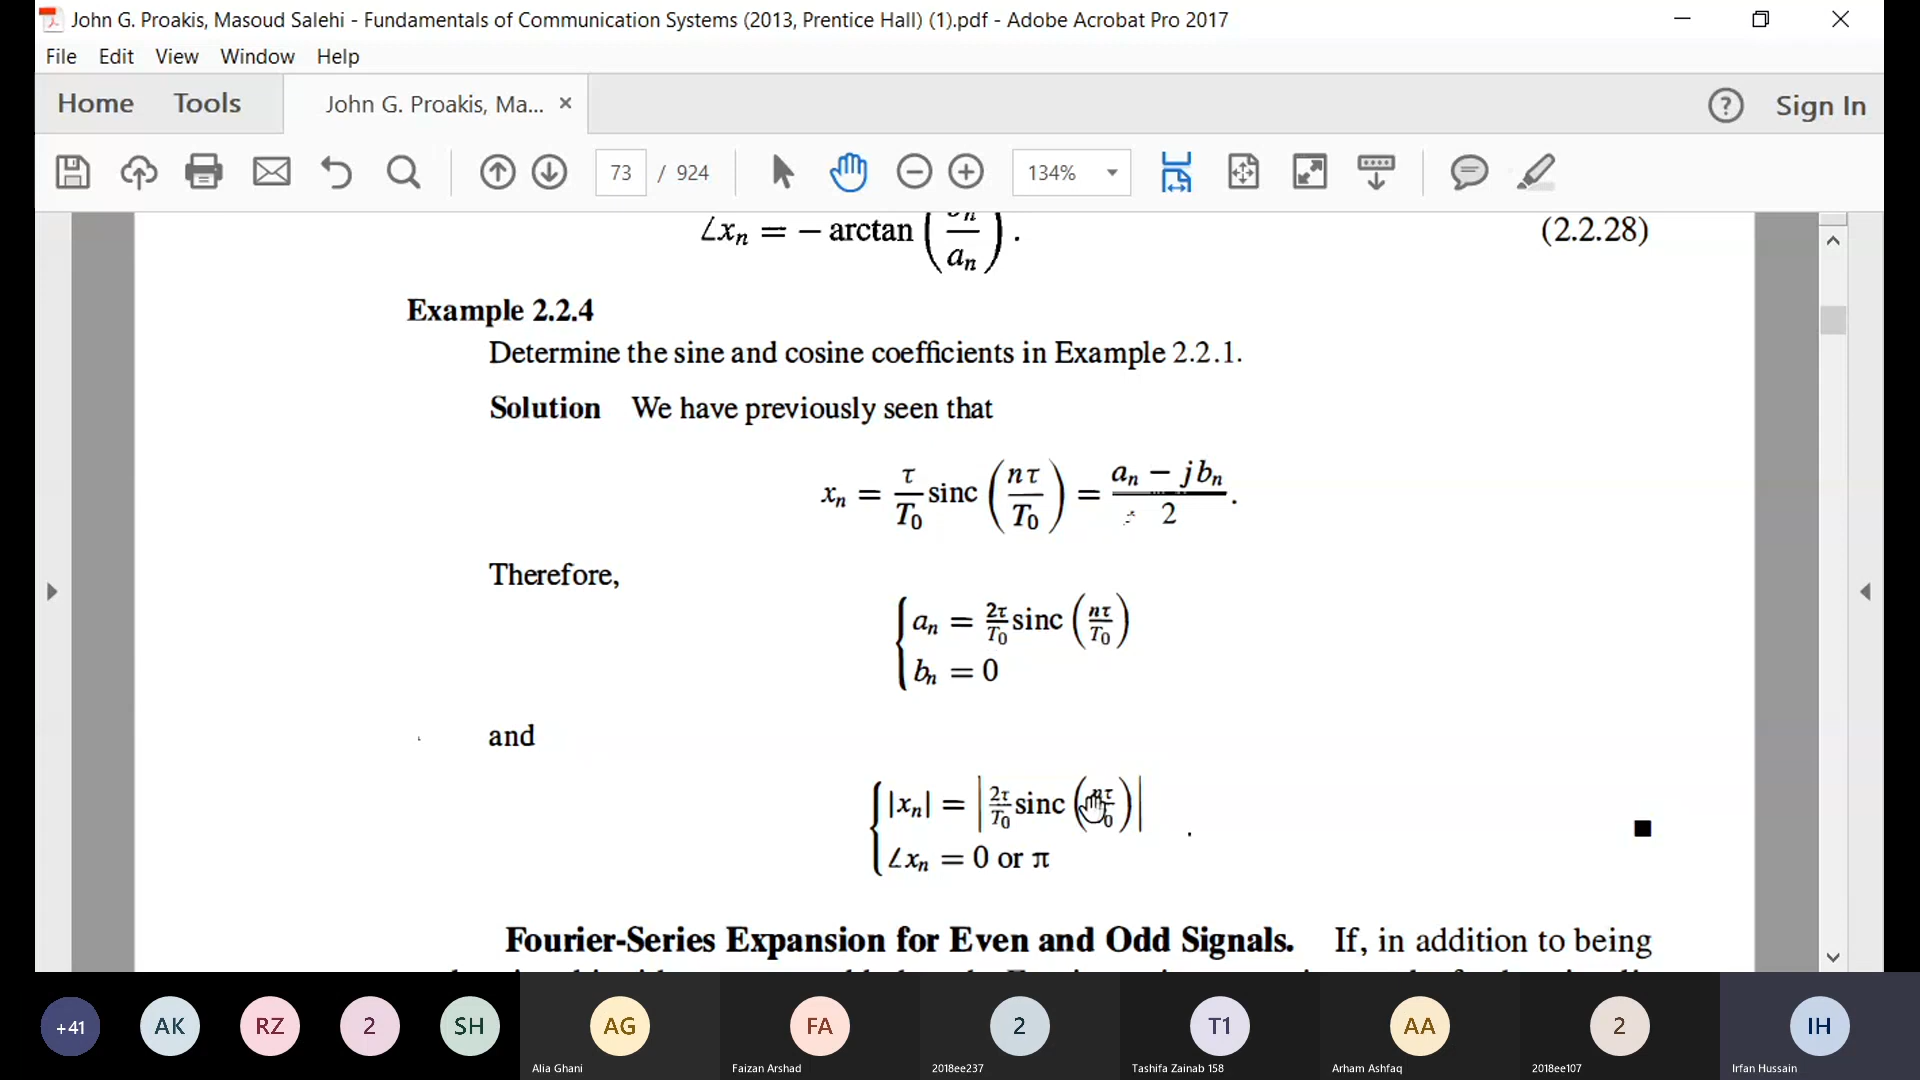 John G. Proakis, Masoud Salehi - Fundamentals of Communication Systems (2013, Prentice Hall) (1).pdf - Adobe Acrobat Pro 2017
File Edit View Window Help
Home Tools John G. Proakis, Ma... × ? Sign In
73 / 924 134%
∠xₙ = − arctan (bₙ/aₙ). (2.2.28)
Example 2.2.4
Determine the sine and cosine coefficients in Example 2.2.1.
Solution We have previously seen that
xₙ = τ/T₀ sinc (nτ/T₀) = (aₙ − jbₙ)/2.
Therefore,
aₙ = 2τ/T₀ sinc (nτ/T₀)
bₙ = 0
and
|xₙ| = |2τ/T₀ sinc (nτ/T₀)|
∠xₙ = 0 or π
.
Fourier-Series Expansion for Even and Odd Signals. If, in addition to being
+41 AK RZ 2 SH AG FA 2 T1 AA 2 IH
Alia Ghani Faizan Arshad 2018ee237 Tashifa Zainab 158 Arham Ashfaq 2018ee107 Irfan Hussain